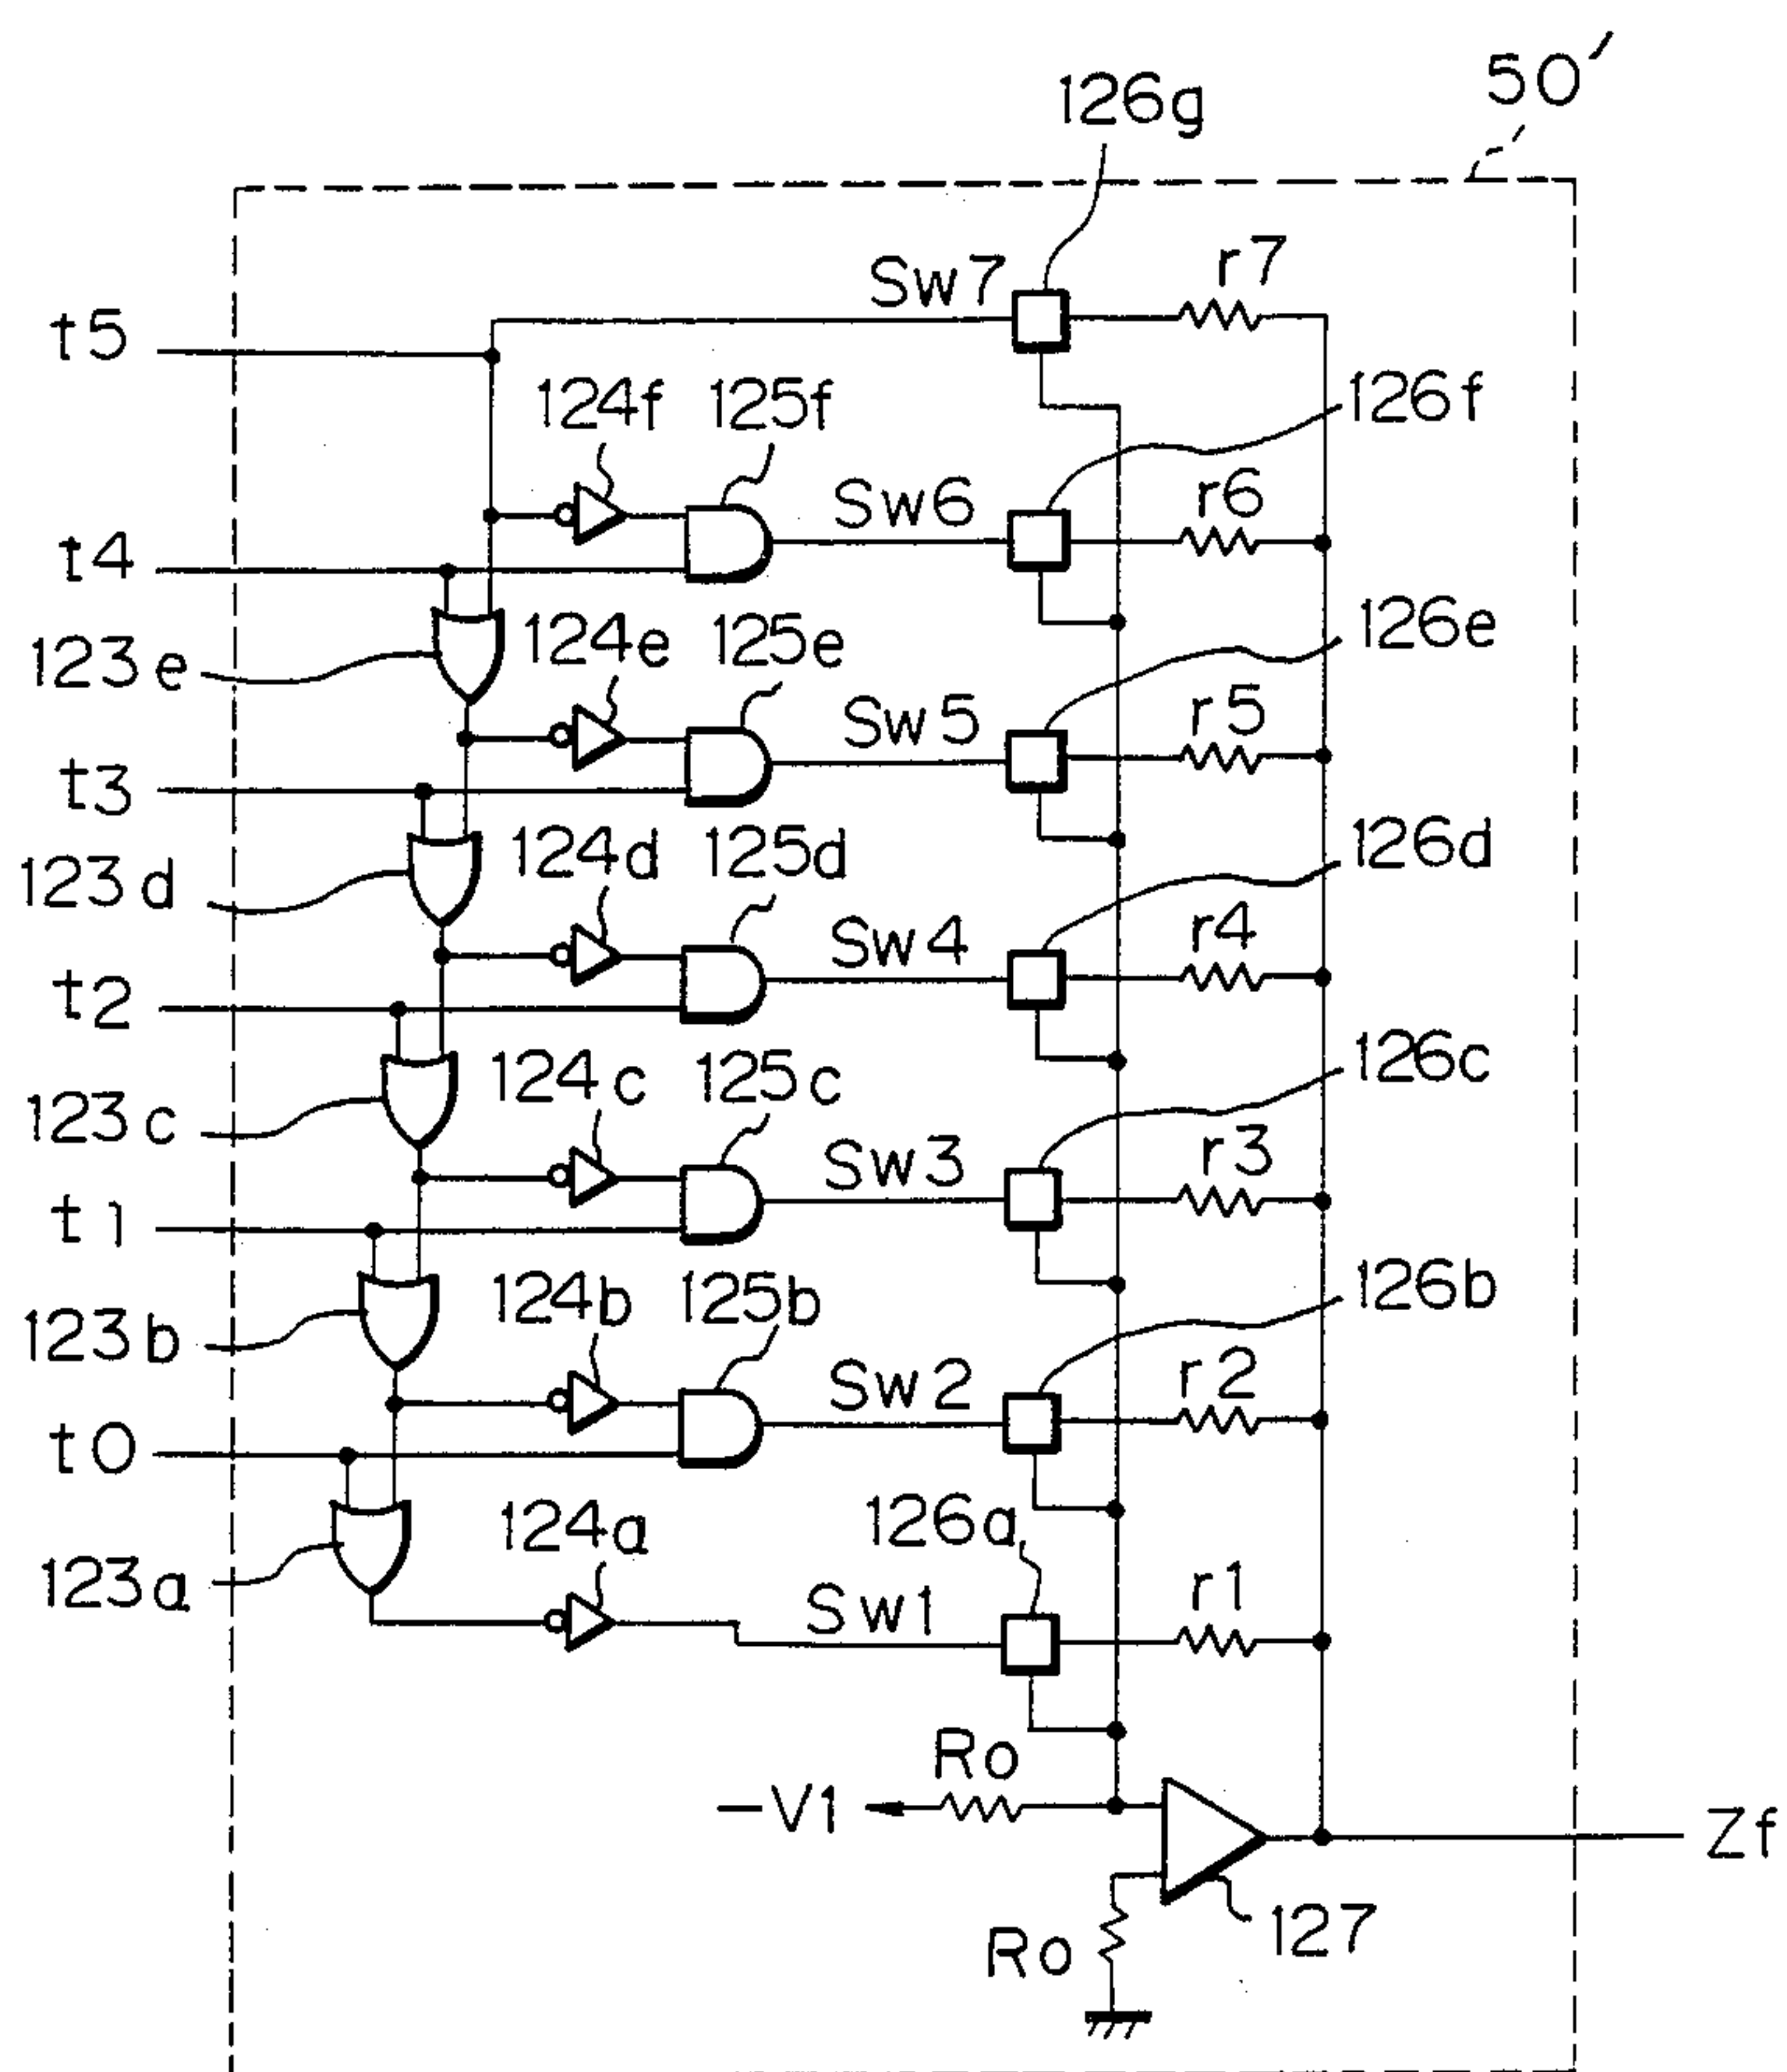 50'
126g
Sw7
r7
t5
124f
125f
126f
Sw6
r6
t4
123e
124e
125e
126e
Sw5
r5
t3
123d
124d
125d
126d
Sw4
r4
t2
123c
124c
125c
126c
Sw3
r3
t1
123b
124b
125b
126b
Sw2
r2
t0
123a
124a
126a
Sw1
r1
Ro
-V1
Zf
Ro
127